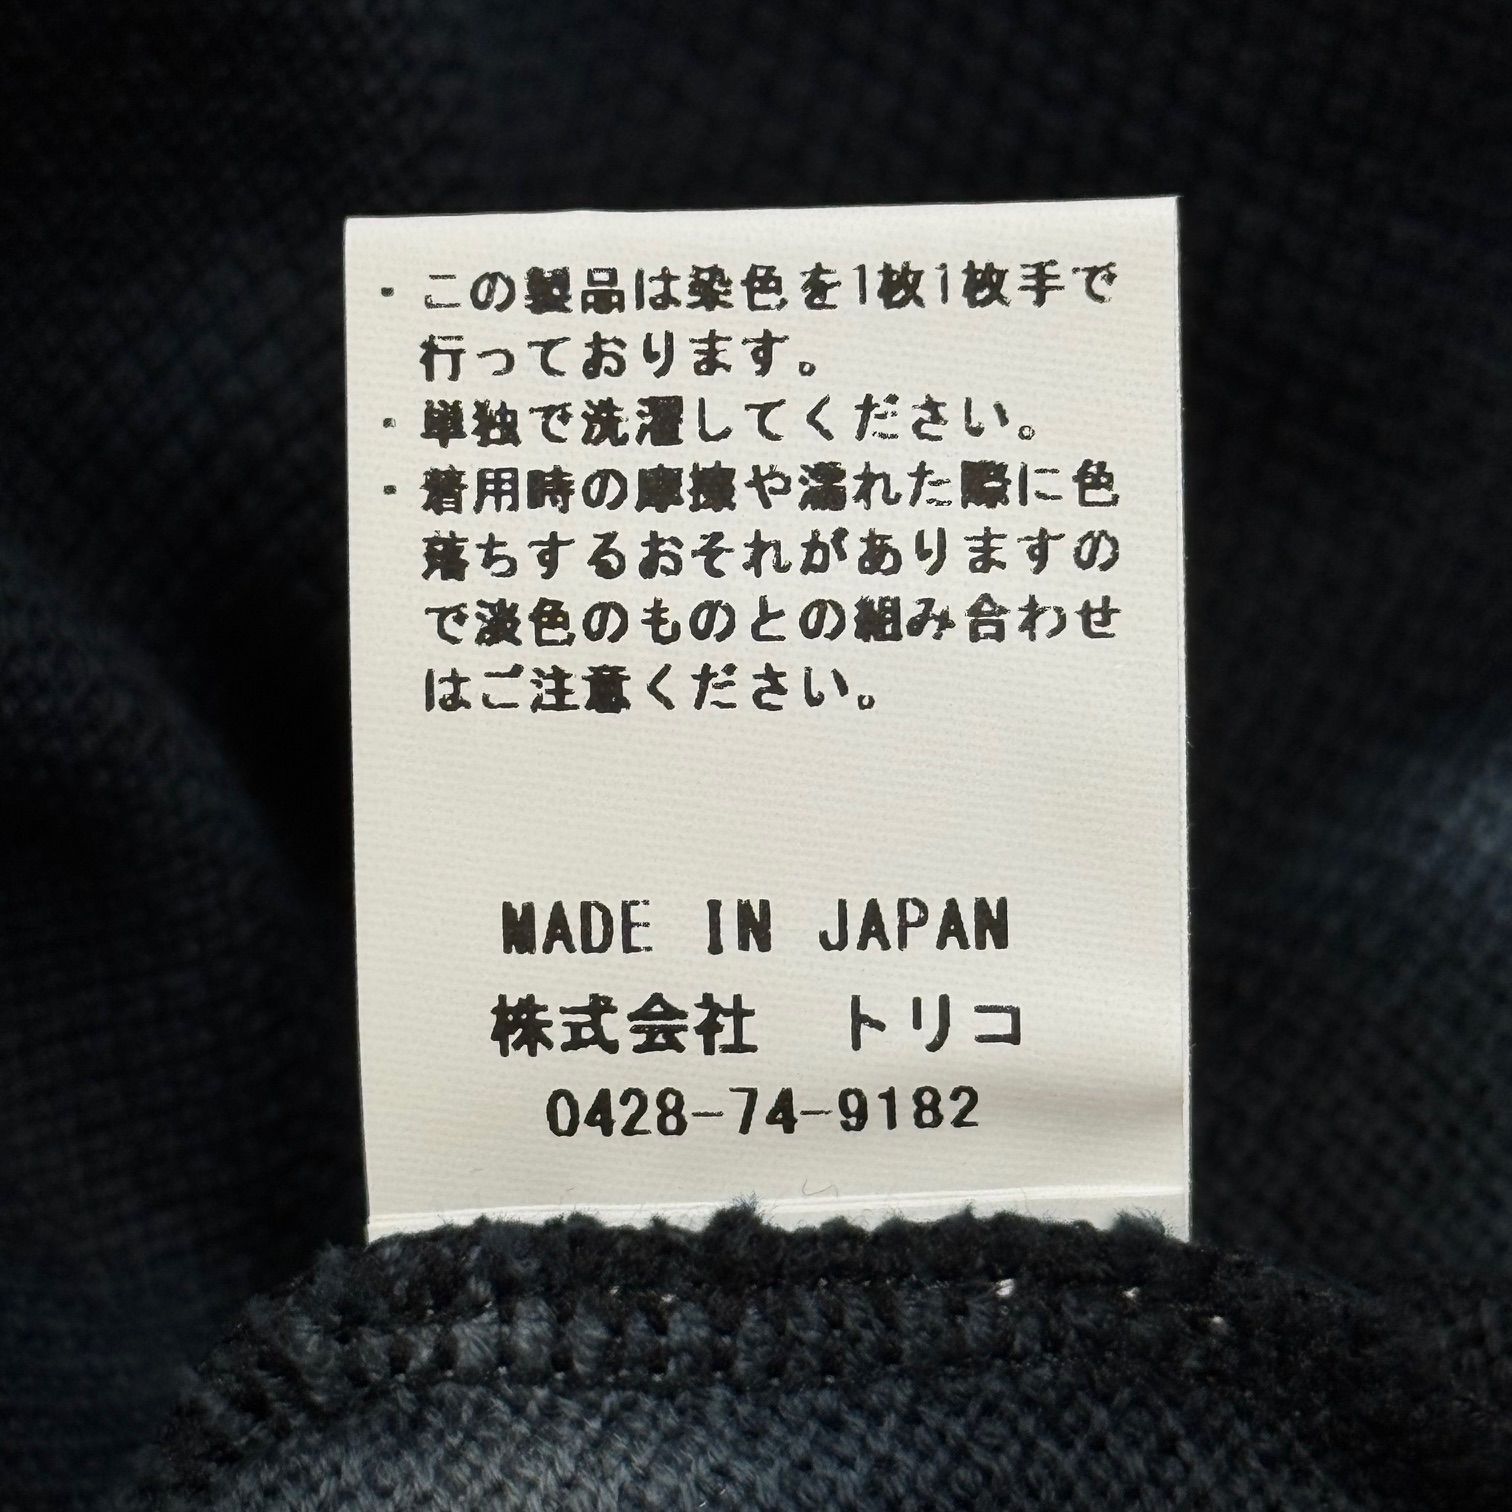 ・この製品は染色を1枚1枚手で
行っております。
・単独で洗濯してください。
・着用時の摩擦や濡れた際に色
落ちするおそれがありますの
で淡色のものとの組み合わせ
はご注意ください。
MADE IN JAPAN
株式会社　トリコ
0428-74-9182